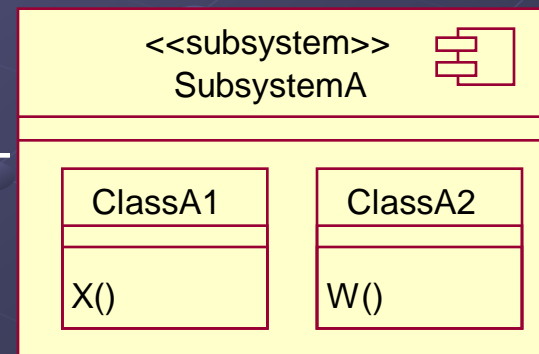 <<subsystem>>
SubsystemA
ClassA1
X()
ClassA2
W()